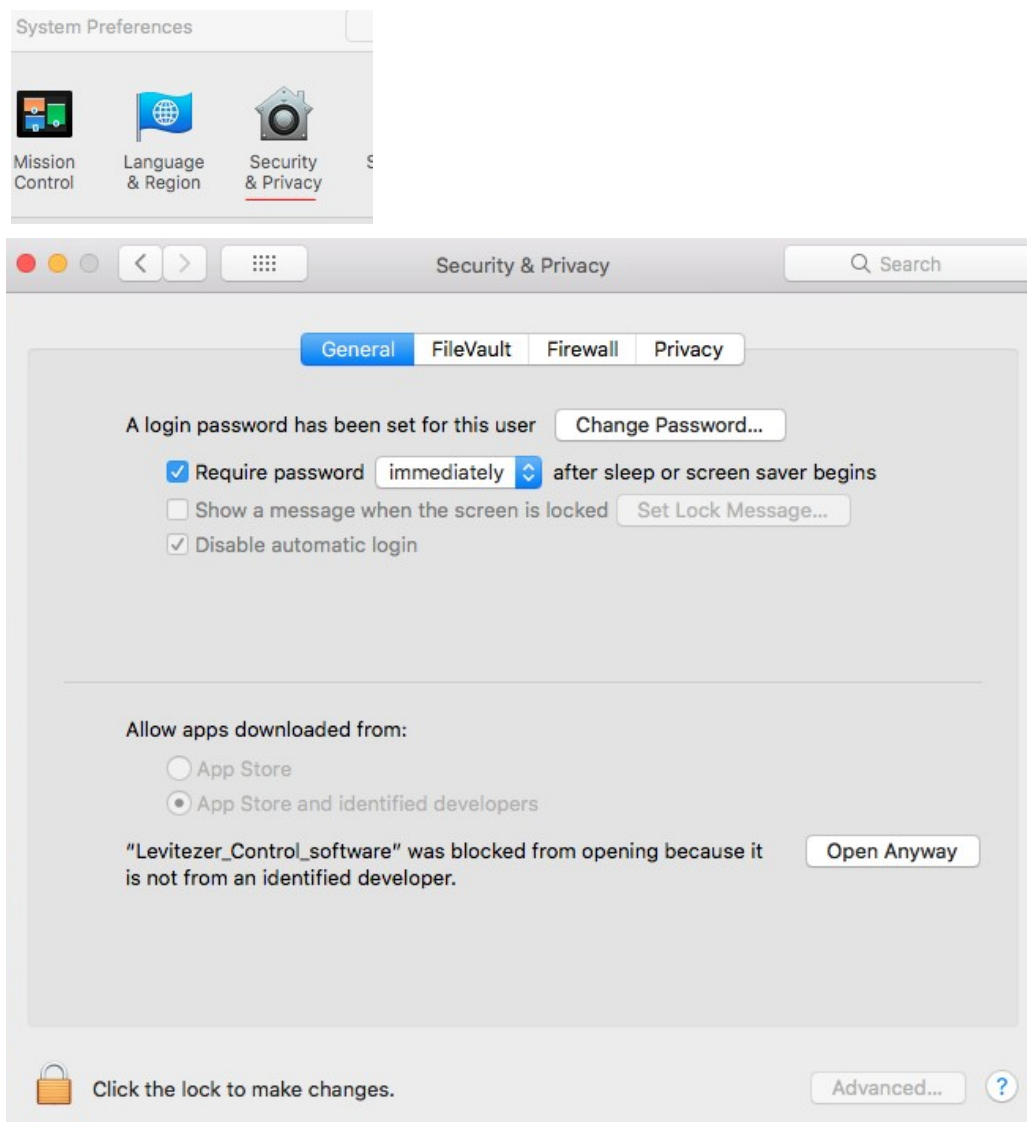 System Preferences
Mission
Control
Language
& Region
Security
& Privacy
Security & Privacy
Search
General FileVault Firewall Privacy
A login password has been set for this user Change Password...
Require password immediately after sleep or screen saver begins
Show a message when the screen is locked Set Lock Message...
Disable automatic login
Allow apps downloaded from:
App Store
App Store and identified developers
“Levitezer_Control_software” was blocked from opening because it Open Anyway
is not from an identified developer.
Click the lock to make changes. Advanced... ?